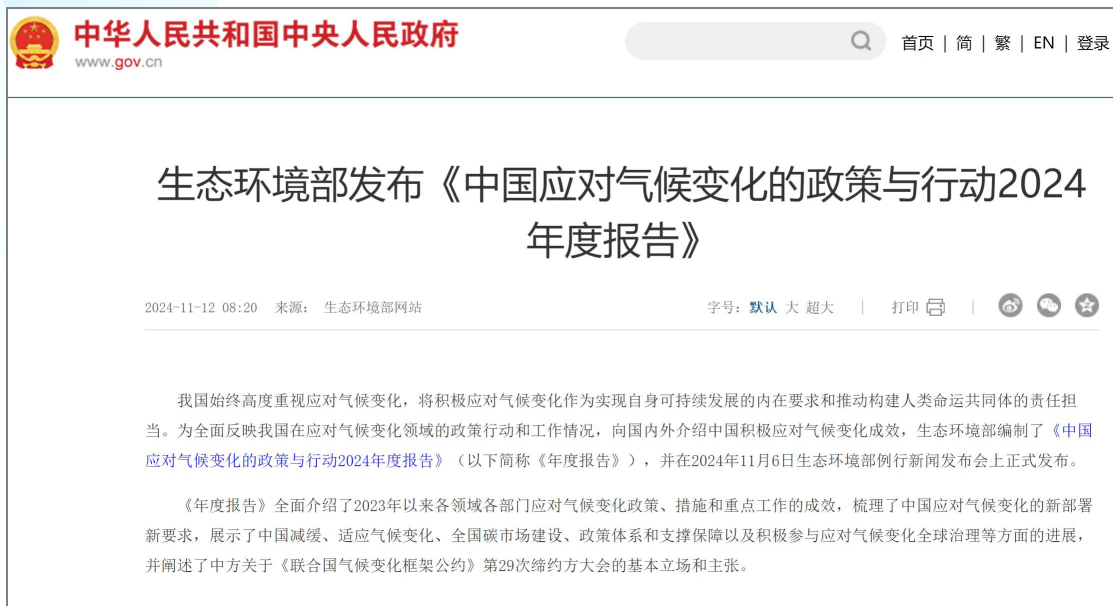 中华人民共和国中央人民政府
www.gov.cn
首页 | 简 | 繁 | EN | 登录
生态环境部发布《中国应对气候变化的政策与行动2024
年度报告》
2024-11-12 08:20 来源： 生态环境部网站 字号：默认 大 超大 | 打印 |
我国始终高度重视应对气候变化，将积极应对气候变化作为实现自身可持续发展的内在要求和推动构建人类命运共同体的责任担
当。为全面反映我国在应对气候变化领域的政策行动和工作情况，向国内外介绍中国积极应对气候变化成效，生态环境部编制了《中国
应对气候变化的政策与行动2024年度报告》（以下简称《年度报告》），并在2024年11月6日生态环境部例行新闻发布会上正式发布。
《年度报告》全面介绍了2023年以来各领域各部门应对气候变化政策、措施和重点工作的成效，梳理了中国应对气候变化的新部署
新要求，展示了中国减缓、适应气候变化、全国碳市场建设、政策体系和支撑保障以及积极参与应对气候变化全球治理等方面的进展，
并阐述了中方关于《联合国气候变化框架公约》第29次缔约方大会的基本立场和主张。